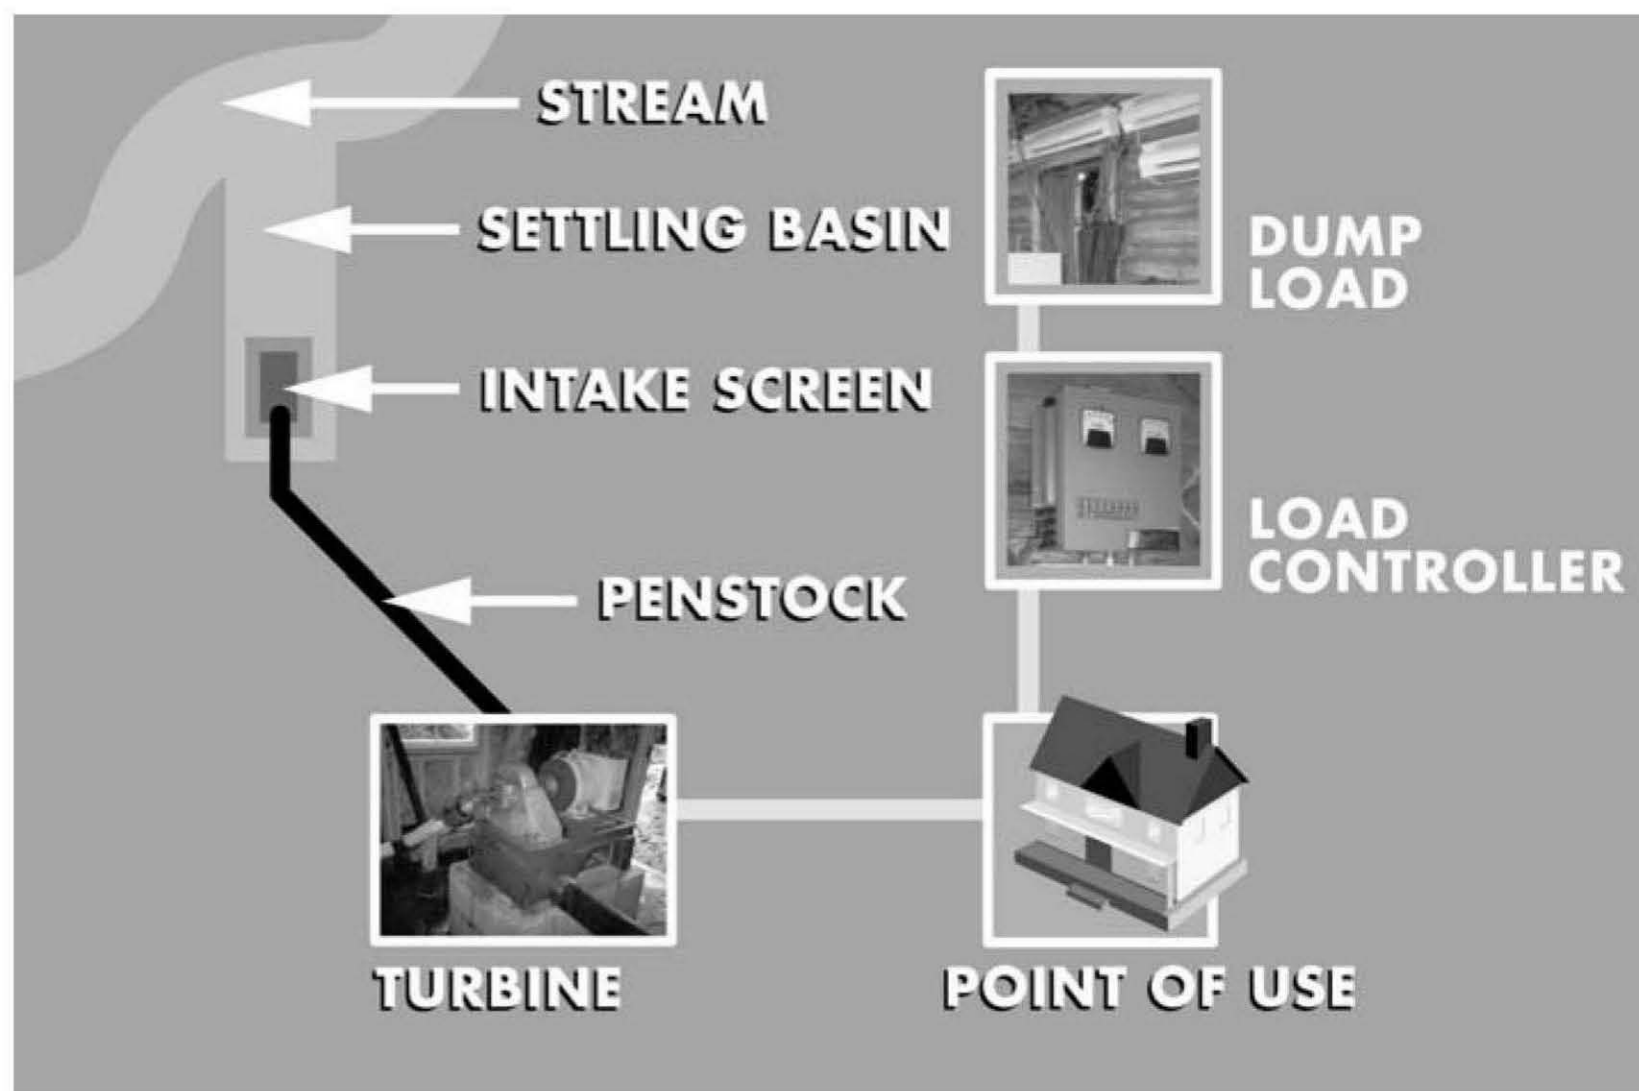 STREAM
SETTLING BASIN
INTAKE SCREEN
PENSTOCK
TURBINE
DUMP
LOAD
LOAD
CONTROLLER
POINT OF USE